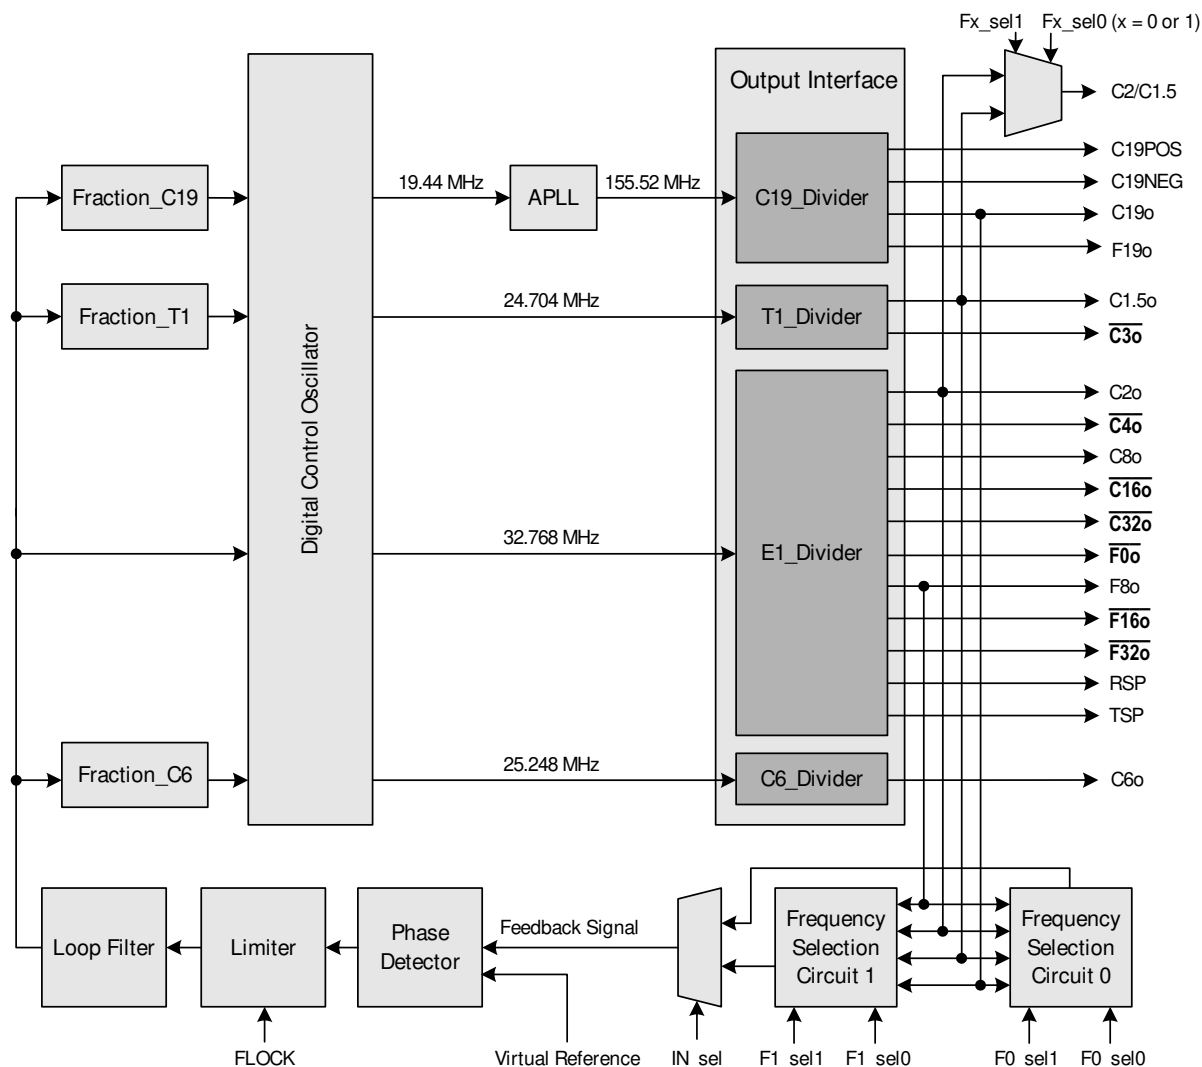 Fx_sel1
Fx_sel0 (x = 0 or 1)
Output Interface
C2/C1.5
Fraction_C19
19.44 MHz
APLL
155.52 MHz
C19_Divider
C19POS
C19NEG
C19o
F19o
Fraction_T1
24.704 MHz
T1_Divider
C1.5o
C3o
Digital Control Oscillator
32.768 MHz
E1_Divider
C2o
C4o
C8o
C16o
C32o
F0o
F8o
F16o
F32o
RSP
TSP
Fraction_C6
25.248 MHz
C6_Divider
C6o
Loop Filter
Limiter
Phase
Detector
Feedback Signal
Frequency
Selection
Circuit 1
Frequency
Selection
Circuit 0
FLOCK
Virtual Reference
IN_sel
F1_sel1
F1_sel0
F0_sel1
F0_sel0